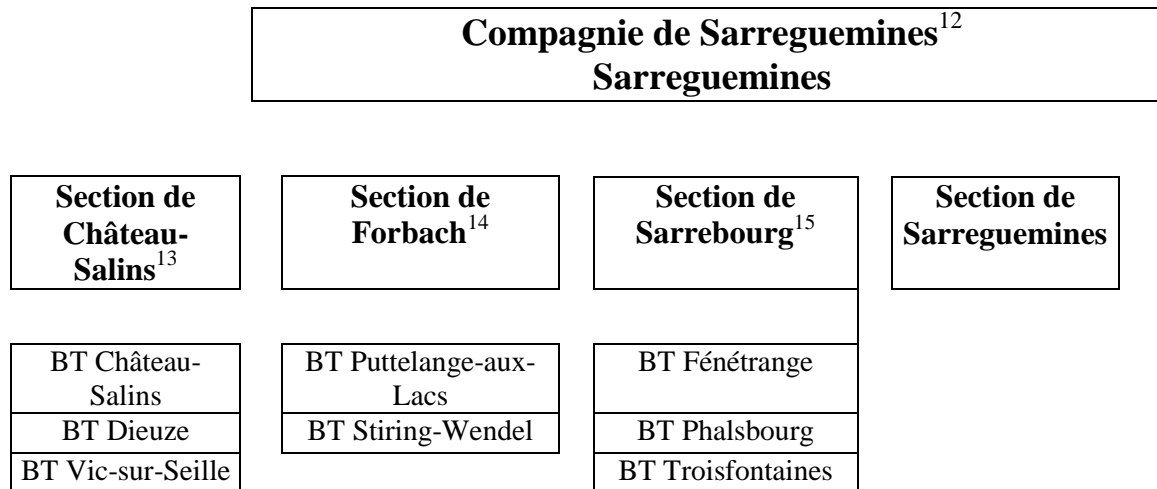 Compagnie de Sarreguemines12
Sarreguemines
Section de
Château-
Salins13
Section de
Forbach14
Section de
Sarrebourg15
Section de
Sarreguemines
BT Château-
Salins
BT Dieuze
BT Vic-sur-Seille
BT Puttelange-aux-
Lacs
BT Stiring-Wendel
BT Fénétrange
BT Phalsbourg
BT Troisfontaines